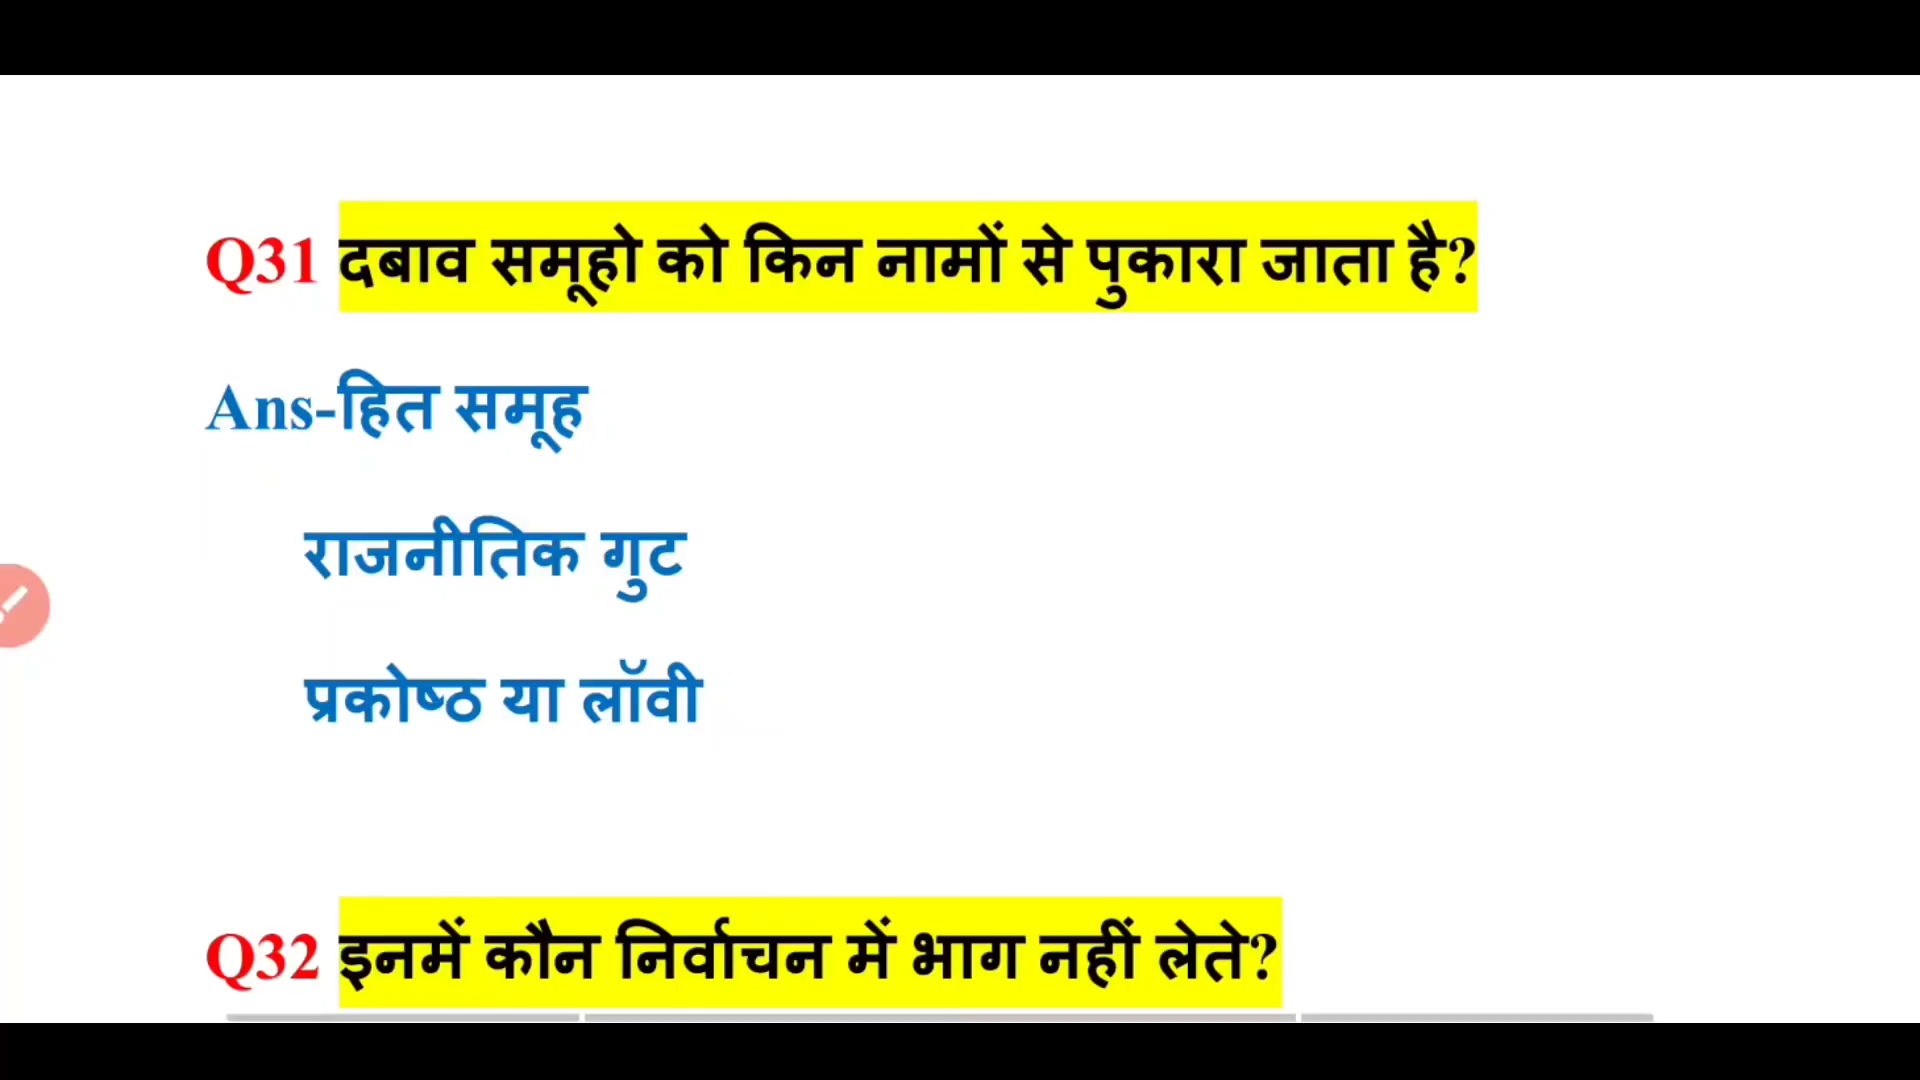 Q31 दबाव समूहो को किन नामों से पुकारा जाता है?
Ans-हित समूह
राजनीतिक गुट
प्रकोष्ठ या लॉवी
Q32 इनमें कौन निर्वाचन में भाग नहीं लेते?